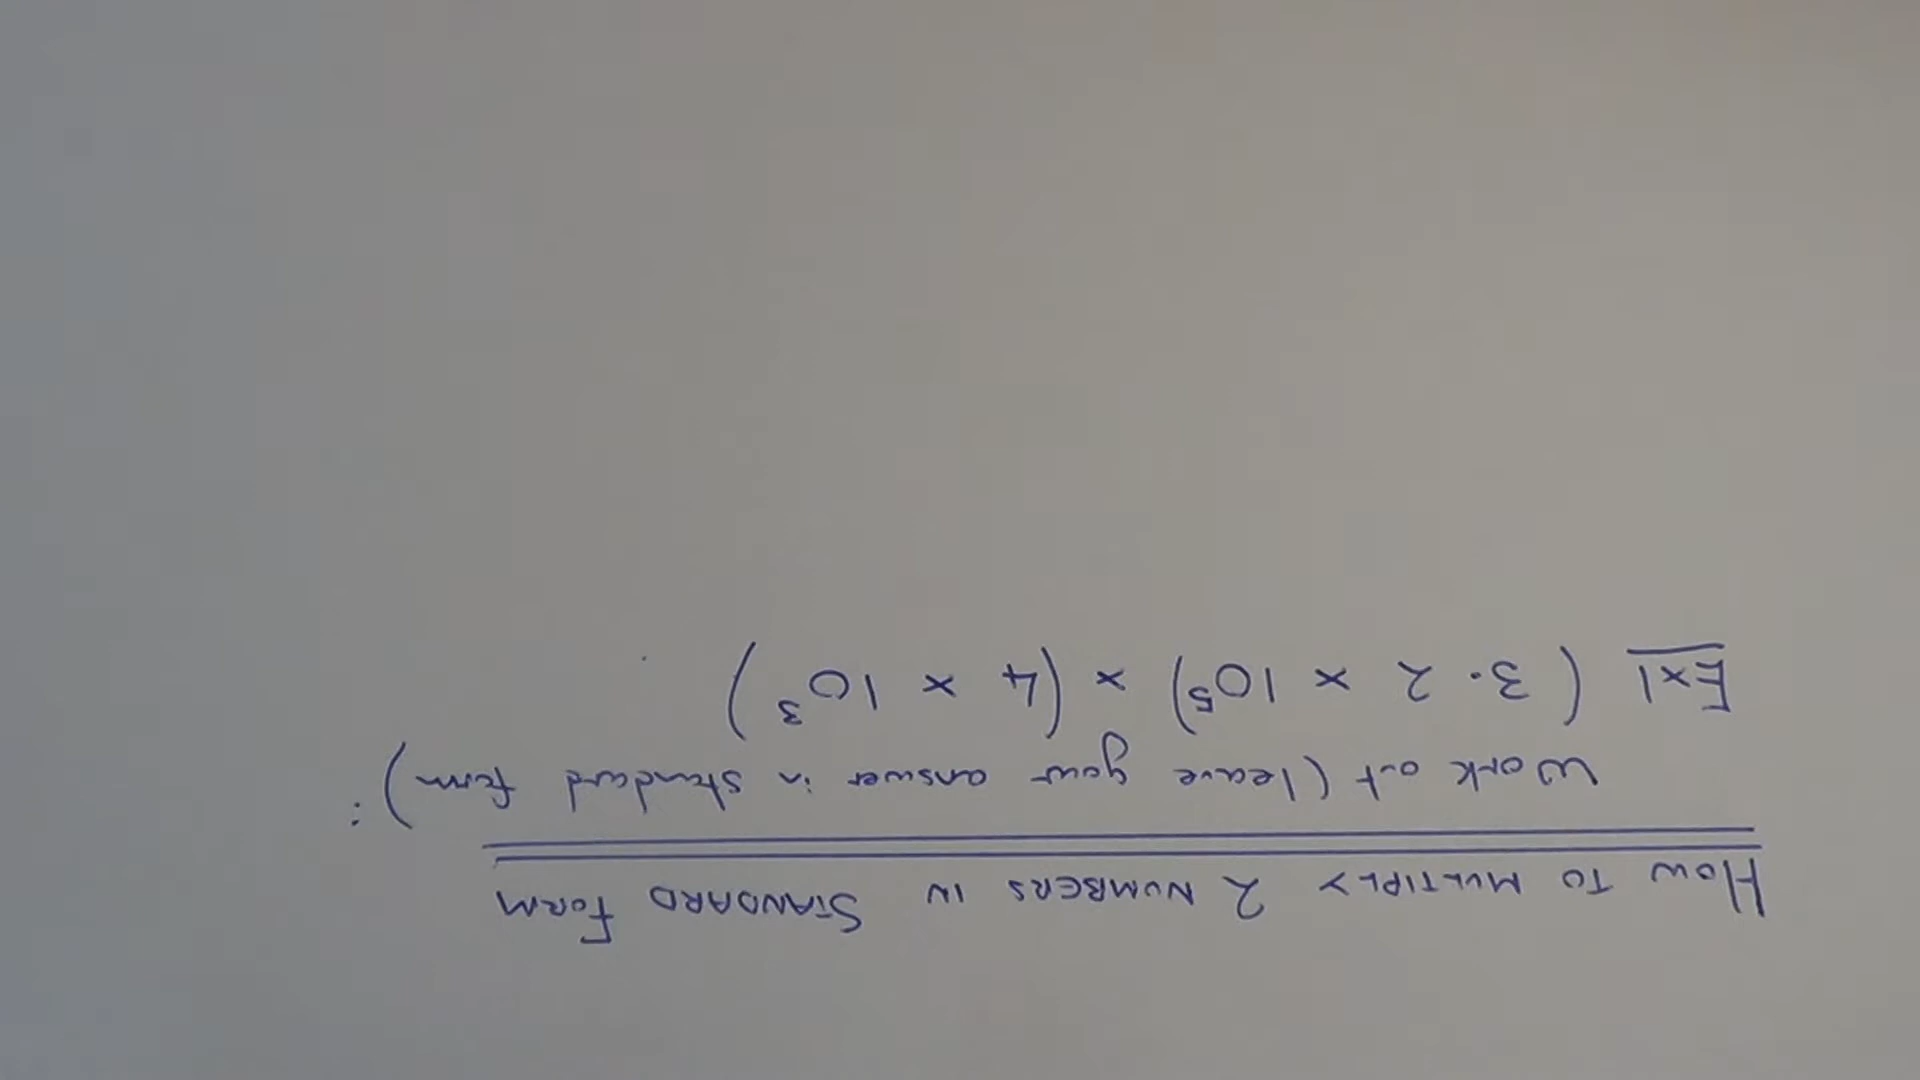 HOW TO MULTIPLY 2 NUMBERS IN STANDARD FORM
Work out (leave your answer in standard form):
Ex1 (3.2 × 10⁵) × (4 × 10³)